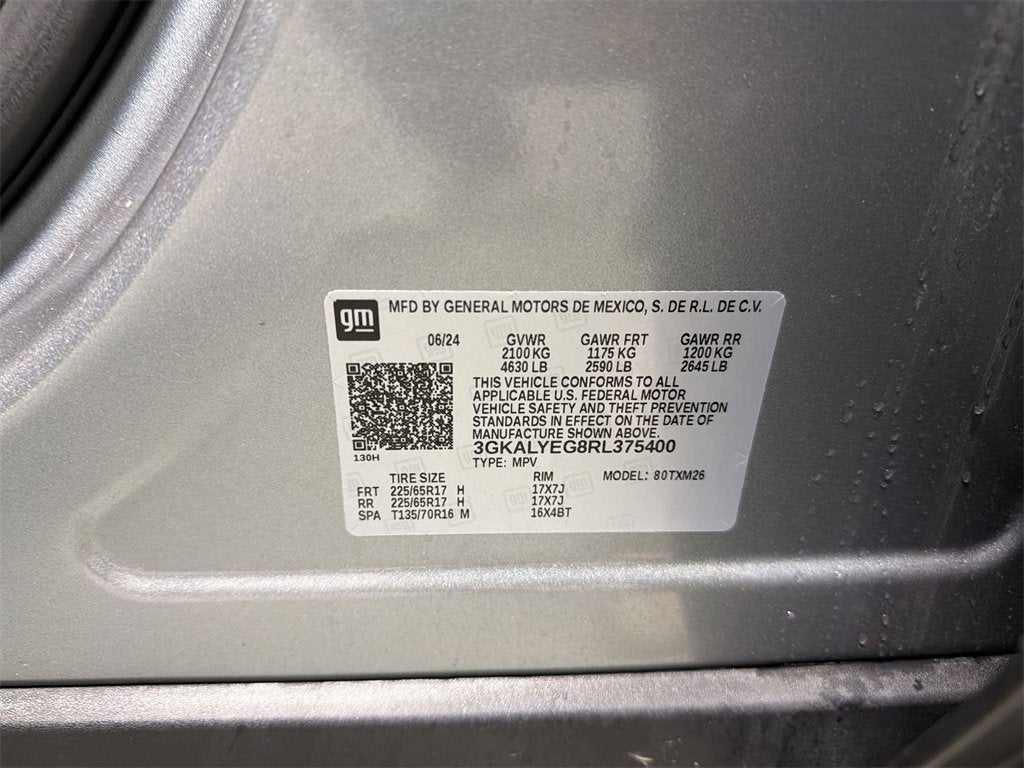 gm
MFD BY GENERAL MOTORS DE MEXICO, S. DE R.L. DE C.V.
06/24 GVWR GAWR FRT GAWR RR
2100 KG 1175 KG 1200 KG
4630 LB 2590 LB 2645 LB
THIS VEHICLE CONFORMS TO ALL
APPLICABLE U.S. FEDERAL MOTOR
VEHICLE SAFETY AND THEFT PREVENTION
STANDARDS IN EFFECT ON THE DATE OF
MANUFACTURE SHOWN ABOVE.
3GKALYEG8RL375400
130H
TYPE: MPV MODEL: 80TXM26
TIRE SIZE RIM
FRT 225/65R17 H 17X7J
RR 225/65R17 H 17X7J
SPA T135/70R16 M 16X4BT